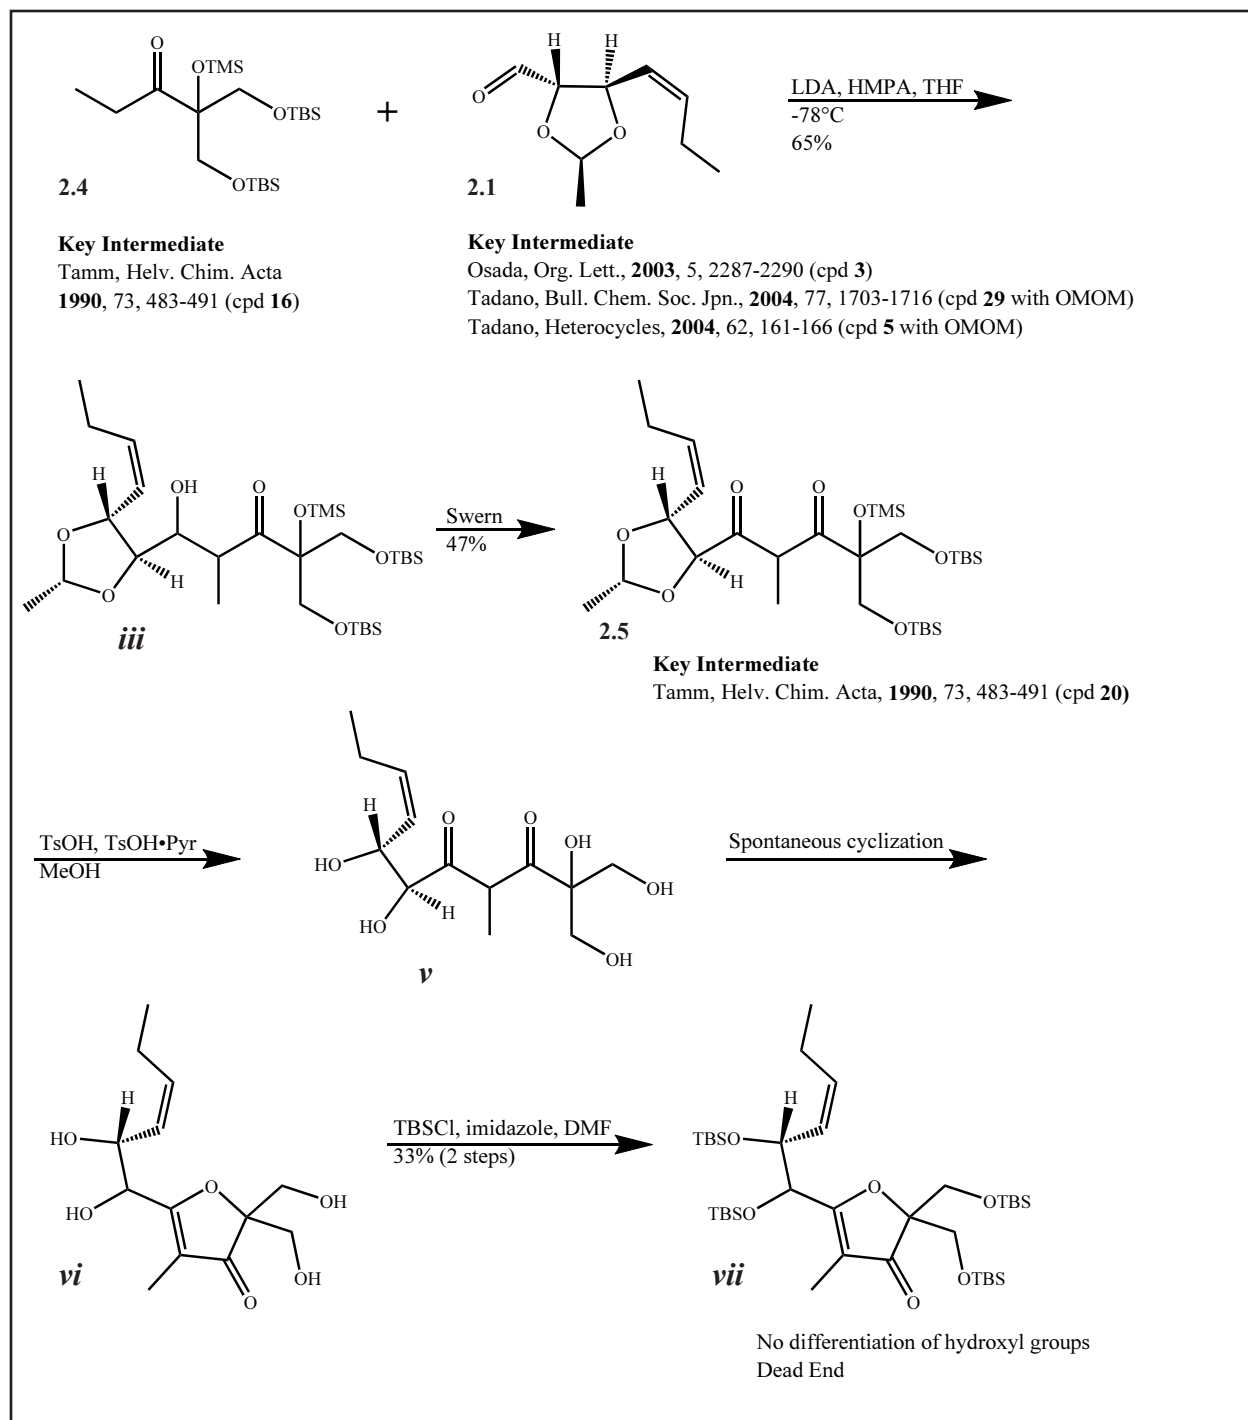 O
OTMS
OTBS
OTBS
2.4
Key Intermediate
Tamm, Helv. Chim. Acta
1990, 73, 483-491 (cpd 16)
+
H
H
O
O
O
2.1
Key Intermediate
Osada, Org. Lett., 2003, 5, 2287-2290 (cpd 3)
Tadano, Bull. Chem. Soc. Jpn., 2004, 77, 1703-1716 (cpd 29 with OMOM)
Tadano, Heterocycles, 2004, 62, 161-166 (cpd 5 with OMOM)
LDA, HMPA, THF
-78°C
65%
H
OH
O
OTMS
OTBS
O
O
H
OTBS
iii
Swern
47%
H
O
O
OTMS
OTBS
O
O
H
OTBS
2.5
Key Intermediate
Tamm, Helv. Chim. Acta, 1990, 73, 483-491 (cpd 20)
TsOH, TsOH•Pyr
MeOH
H
O
O
OH
HO
OH
HO
H
OH
v
Spontaneous cyclization
H
HO
HO
O
OH
OH
O
vi
TBSCl, imidazole, DMF
33% (2 steps)
H
TBSO
TBSO
O
OTBS
OTBS
O
vii
No differentiation of hydroxyl groups
Dead End